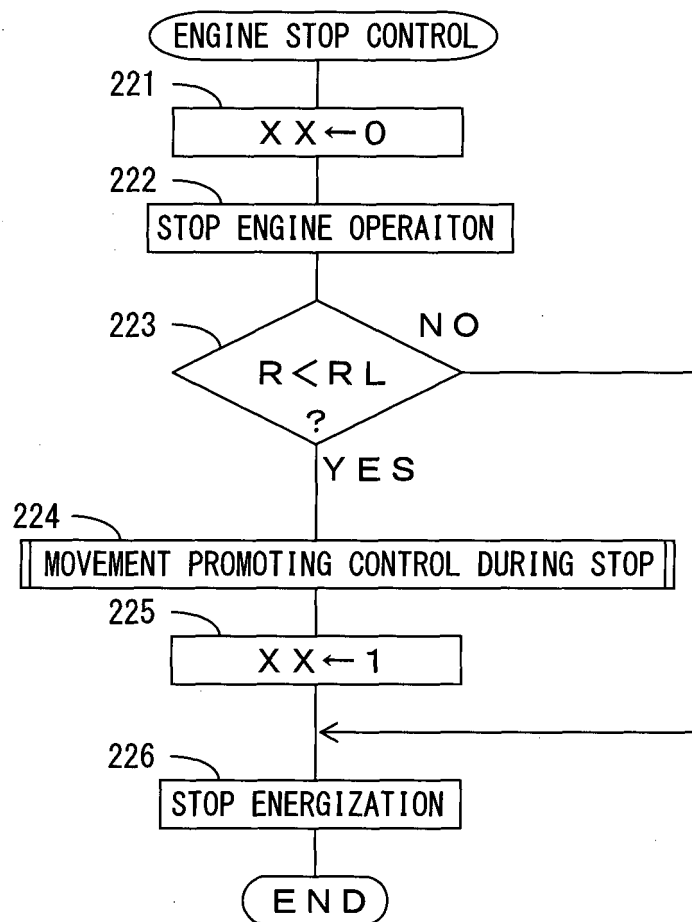 ENGINE STOP CONTROL
221
XX←0
222
STOP ENGINE OPERAITON
223
NO
R<RL
?
YES
224
MOVEMENT PROMOTING CONTROL DURING STOP
225
XX←1
226
STOP ENERGIZATION
END